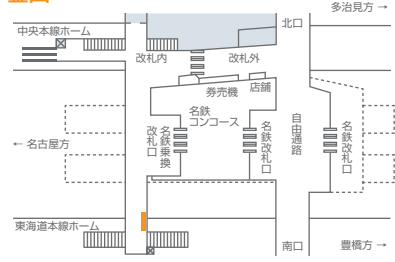 多治見方 →
北口
中央本線ホーム
改札内
改札外
券売機
店舗
名鉄
コンコース
名鉄乗換
改札口
名鉄改札口
自由通路
名鉄改札口
← 名古屋方
東海道本線ホーム
南口
豊橋方 →